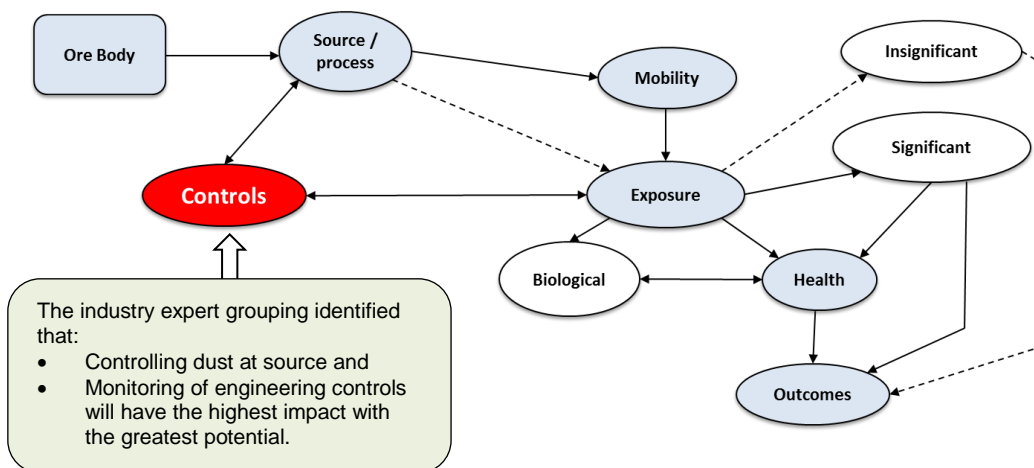 Ore Body
Source /
process
Mobility
Insignificant
Significant
Controls
Exposure
Biological
Health
Outcomes
The industry expert grouping identified
that:
• Controlling dust at source and
• Monitoring of engineering controls
will have the highest impact with
the greatest potential.